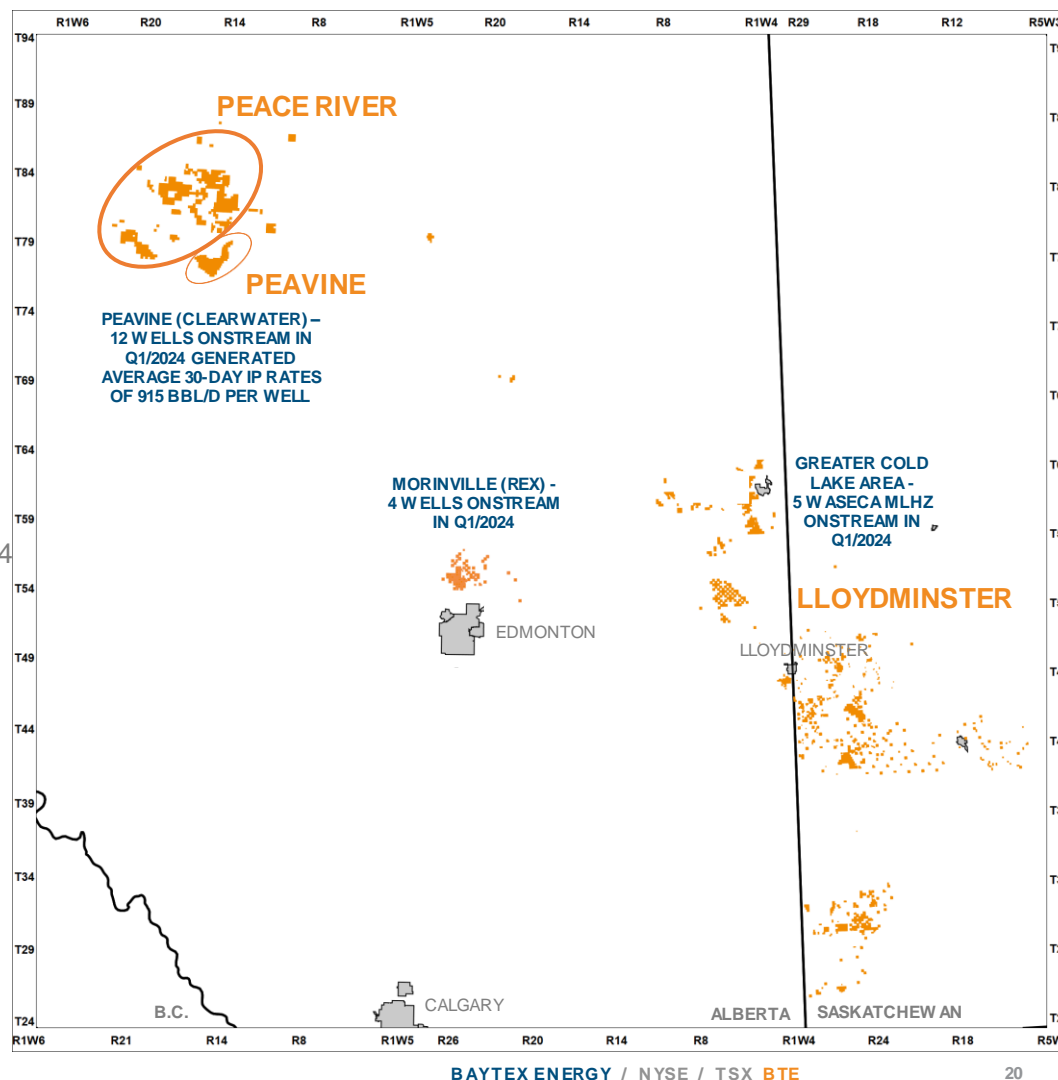 R1W6 R20 R14 R8 R1W5 R20 R14 R8 R1W4 R29 R18 R12 R5W3
T94
T89
PEACE RIVER
T84
T79
PEAVINE
T74
PEAVINE (CLEARWATER) –
12 WELLS ONSTREAM IN
Q1/2024 GENERATED
AVERAGE 30-DAY IP RATES
OF 915 BBL/D PER WELL
T69
T64
MORINVILLE (REX) -
4 WELLS ONSTREAM
IN Q1/2024
GREATER COLD
LAKE AREA -
5 WASECA MLHZ
ONSTREAM IN
Q1/2024
T59
4
T54
LLOYDMINSTER
EDMONTON
LLOYDMINSTER
T49
T44
T39
T34
T29
B.C.
CALGARY
ALBERTA
SASKATCHEWAN
T24
R1W6 R21 R14 R8 R1W5 R26 R20 R14 R8 R1W4 R24 R18 R5W
BAYTEX ENERGY / NYSE / TSX BTE 20